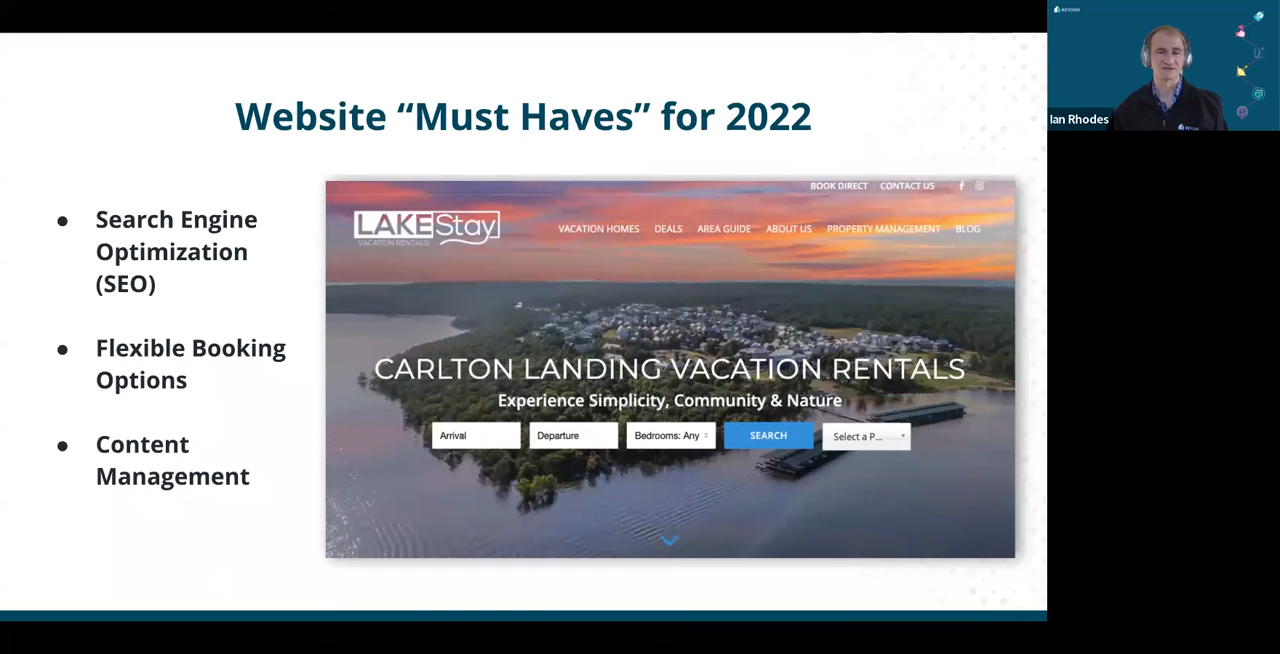 Website “Must Haves” for 2022
● Search Engine
Optimization
(SEO)
● Flexible Booking
Options
● Content
Management
BOOK DIRECT CONTACT US
LAKEStay
VACATION RENTALS
VACATION HOMES DEALS AREA GUIDE ABOUT US PROPERTY MANAGEMENT BLOG
CARLTON LANDING VACATION RENTALS
Experience Simplicity, Community & Nature
Arrival Departure Bedrooms: Any SEARCH Select a P...
BEYOND
BEYOND
Ian Rhodes